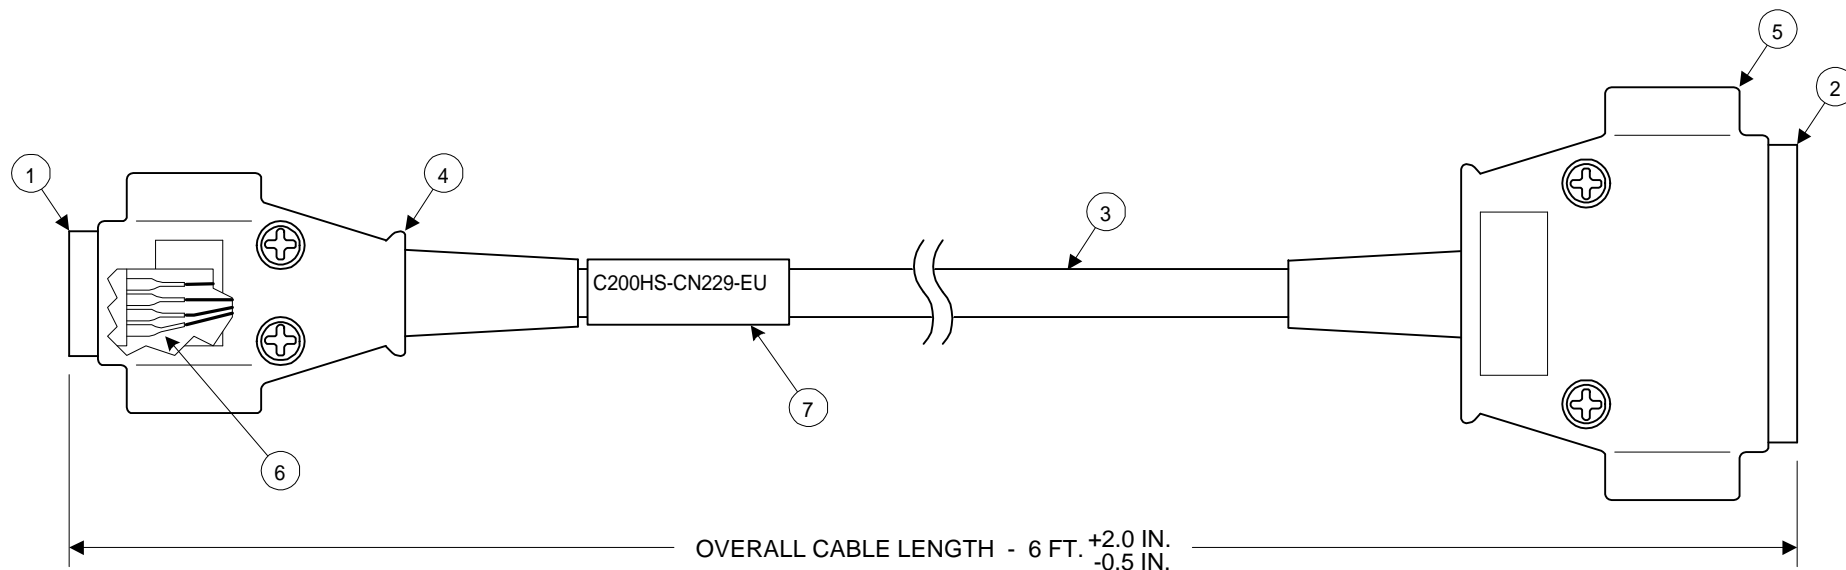 5
2
1
4
3
C200HS-CN229-EU
7
6
OVERALL CABLE LENGTH - 6 FT. +2.0 IN.
-0.5 IN.